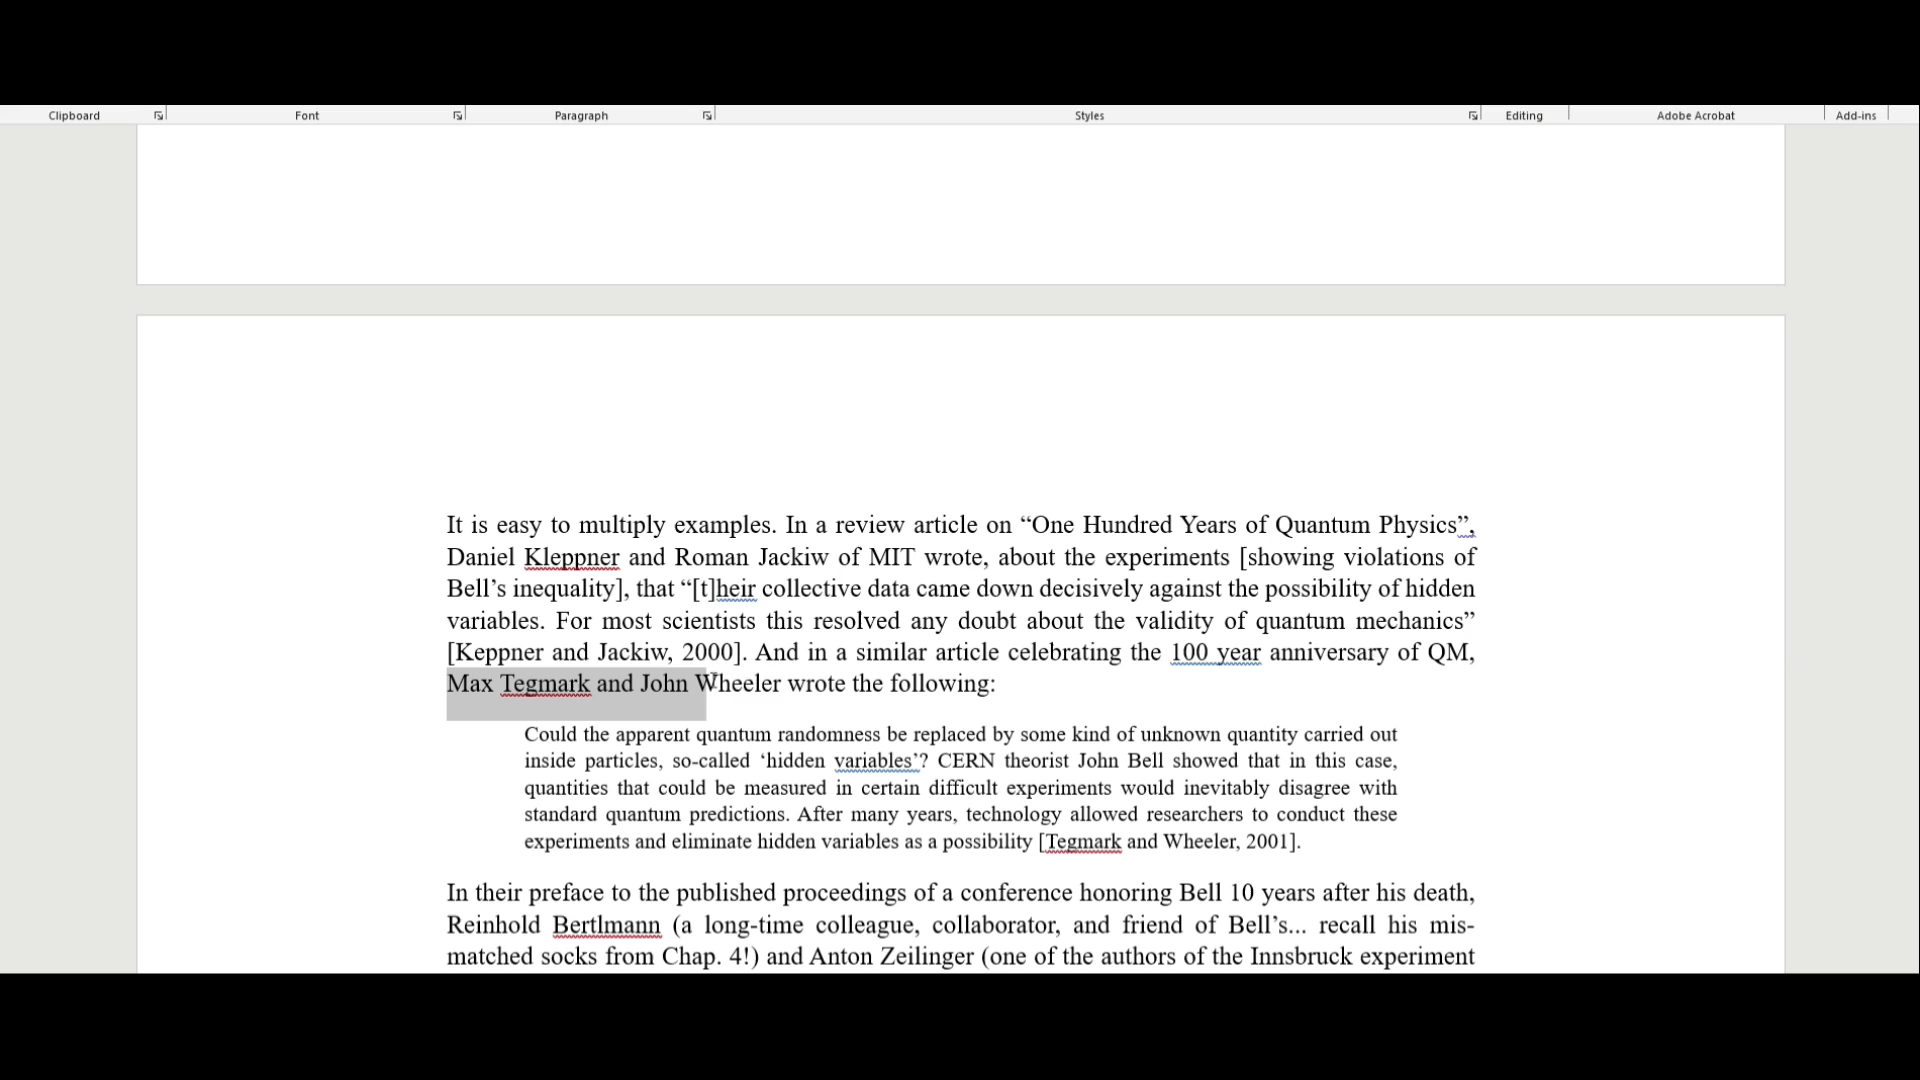 Clipboard Font Paragraph Styles Editing Adobe Acrobat Add-ins
It is easy to multiply examples. In a review article on “One Hundred Years of Quantum Physics”,
Daniel Kleppner and Roman Jackiw of MIT wrote, about the experiments [showing violations of
Bell’s inequality], that “[t]heir collective data came down decisively against the possibility of hidden
variables. For most scientists this resolved any doubt about the validity of quantum mechanics”
[Keppner and Jackiw, 2000]. And in a similar article celebrating the 100 year anniversary of QM,
Max Tegmark and John Wheeler wrote the following:
Could the apparent quantum randomness be replaced by some kind of unknown quantity carried out
inside particles, so-called ‘hidden variables’? CERN theorist John Bell showed that in this case,
quantities that could be measured in certain difficult experiments would inevitably disagree with
standard quantum predictions. After many years, technology allowed researchers to conduct these
experiments and eliminate hidden variables as a possibility [Tegmark and Wheeler, 2001].
In their preface to the published proceedings of a conference honoring Bell 10 years after his death,
Reinhold Bertlmann (a long-time colleague, collaborator, and friend of Bell’s... recall his mis-
matched socks from Chap. 4!) and Anton Zeilinger (one of the authors of the Innsbruck experiment